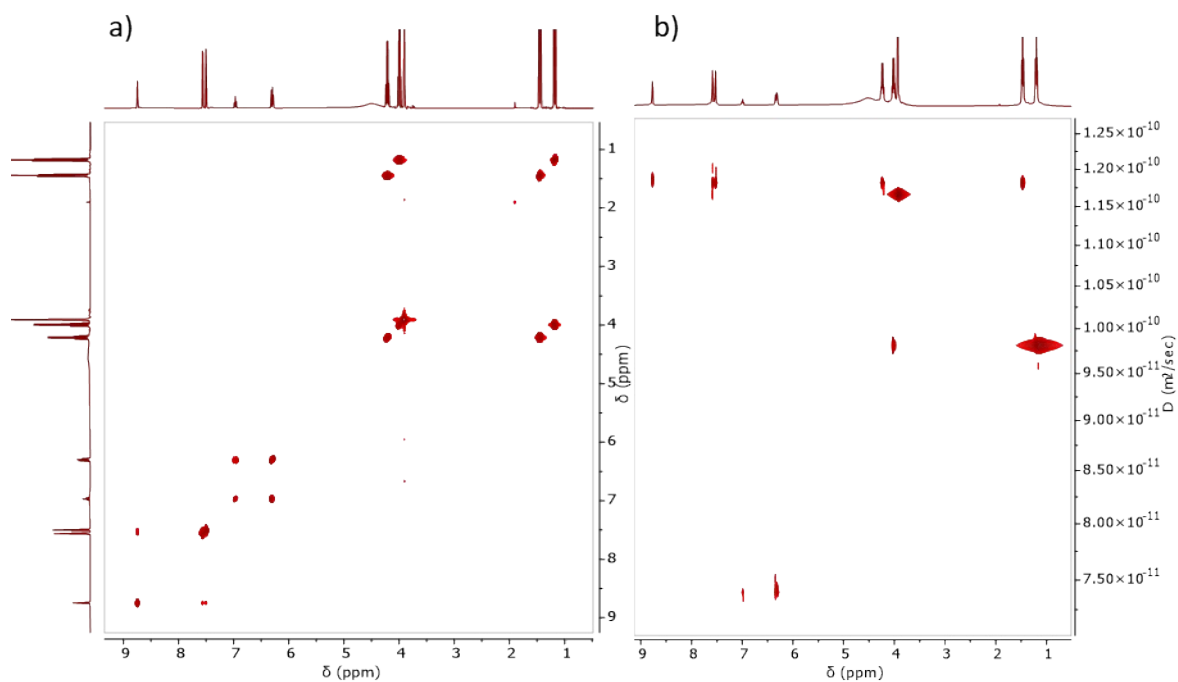 a)
1
2
3
4
5
6
7
8
9
δ (ppm)
9 8 7 6 5 4 3 2 1
δ (ppm)
b)
1.25×10⁻¹⁰
1.20×10⁻¹⁰
1.15×10⁻¹⁰
1.10×10⁻¹⁰
1.05×10⁻¹⁰
1.00×10⁻¹⁰
9.50×10⁻¹¹
9.00×10⁻¹¹
8.50×10⁻¹¹
8.00×10⁻¹¹
7.50×10⁻¹¹
D (m²/sec)
9 8 7 6 5 4 3 2 1
δ (ppm)